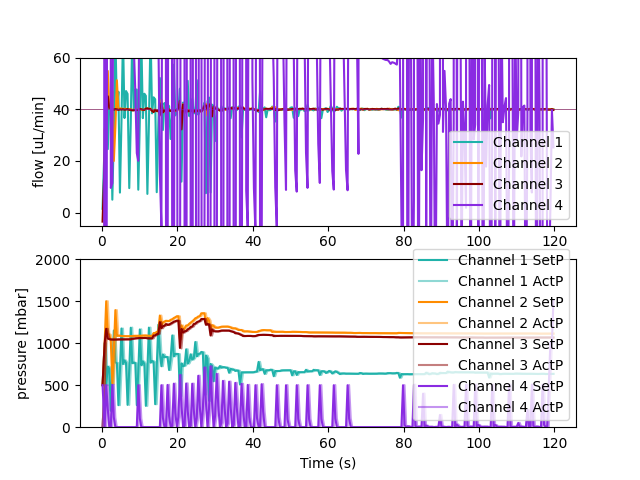 60
40
20
0
flow [uL/min]
Channel 1
Channel 2
Channel 3
Channel 4
0 20 40 60 80 100 120
2000
1500
1000
500
0
pressure [mbar]
Channel 1 SetP
Channel 1 ActP
Channel 2 SetP
Channel 2 ActP
Channel 3 SetP
Channel 3 ActP
Channel 4 SetP
Channel 4 ActP
0 20 40 60 80 100 120
Time (s)